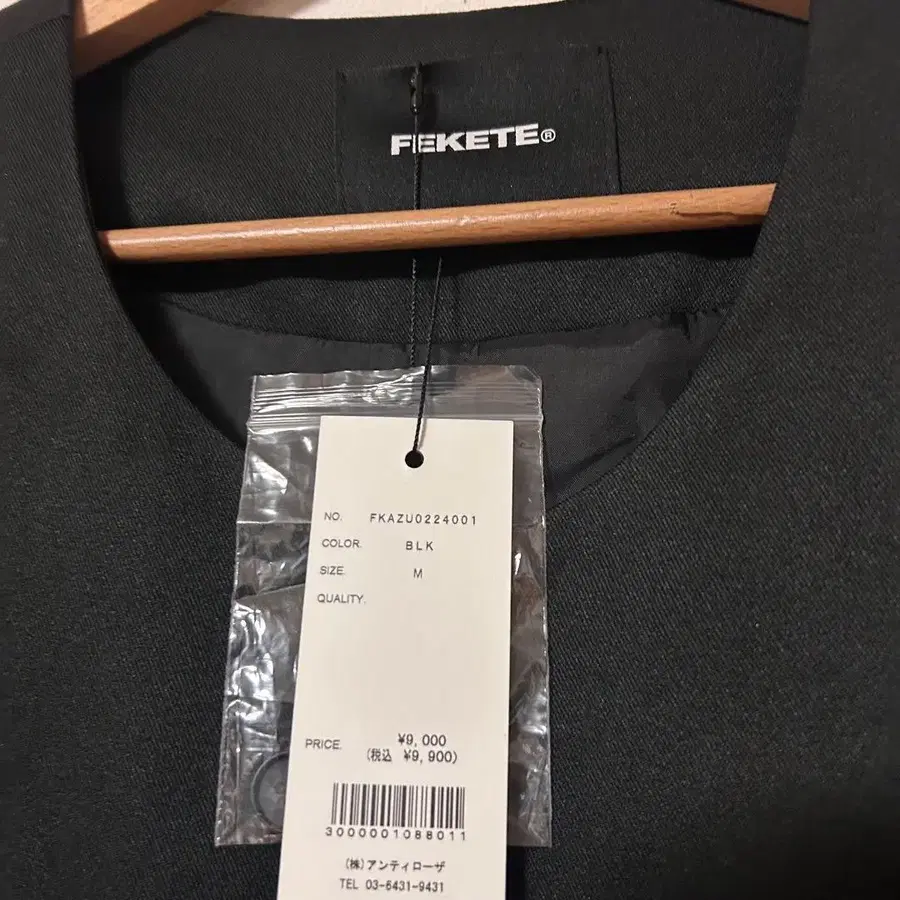 FEKETE®
NO. FKAZU0224001
COLOR. BLK
SIZE. M
QUALITY.
PRICE. ¥9,000
(税込 ¥9,900)
3000001088011
(株)アンティローザ
TEL 03-6431-9431